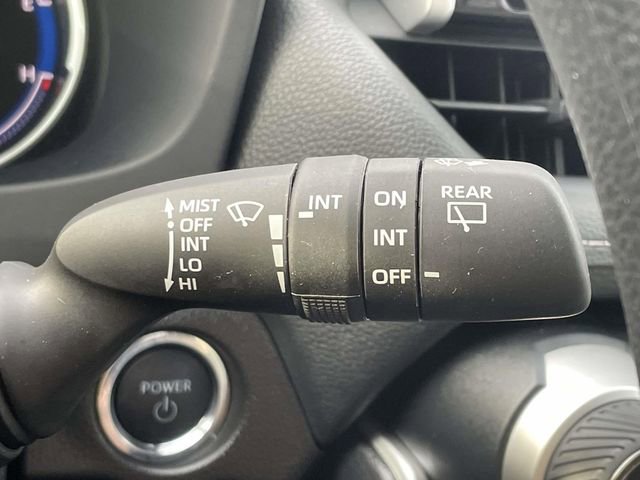 E
H
MIST
OFF
INT
LO
HI
INT
ON
INT
OFF
REAR
POWER